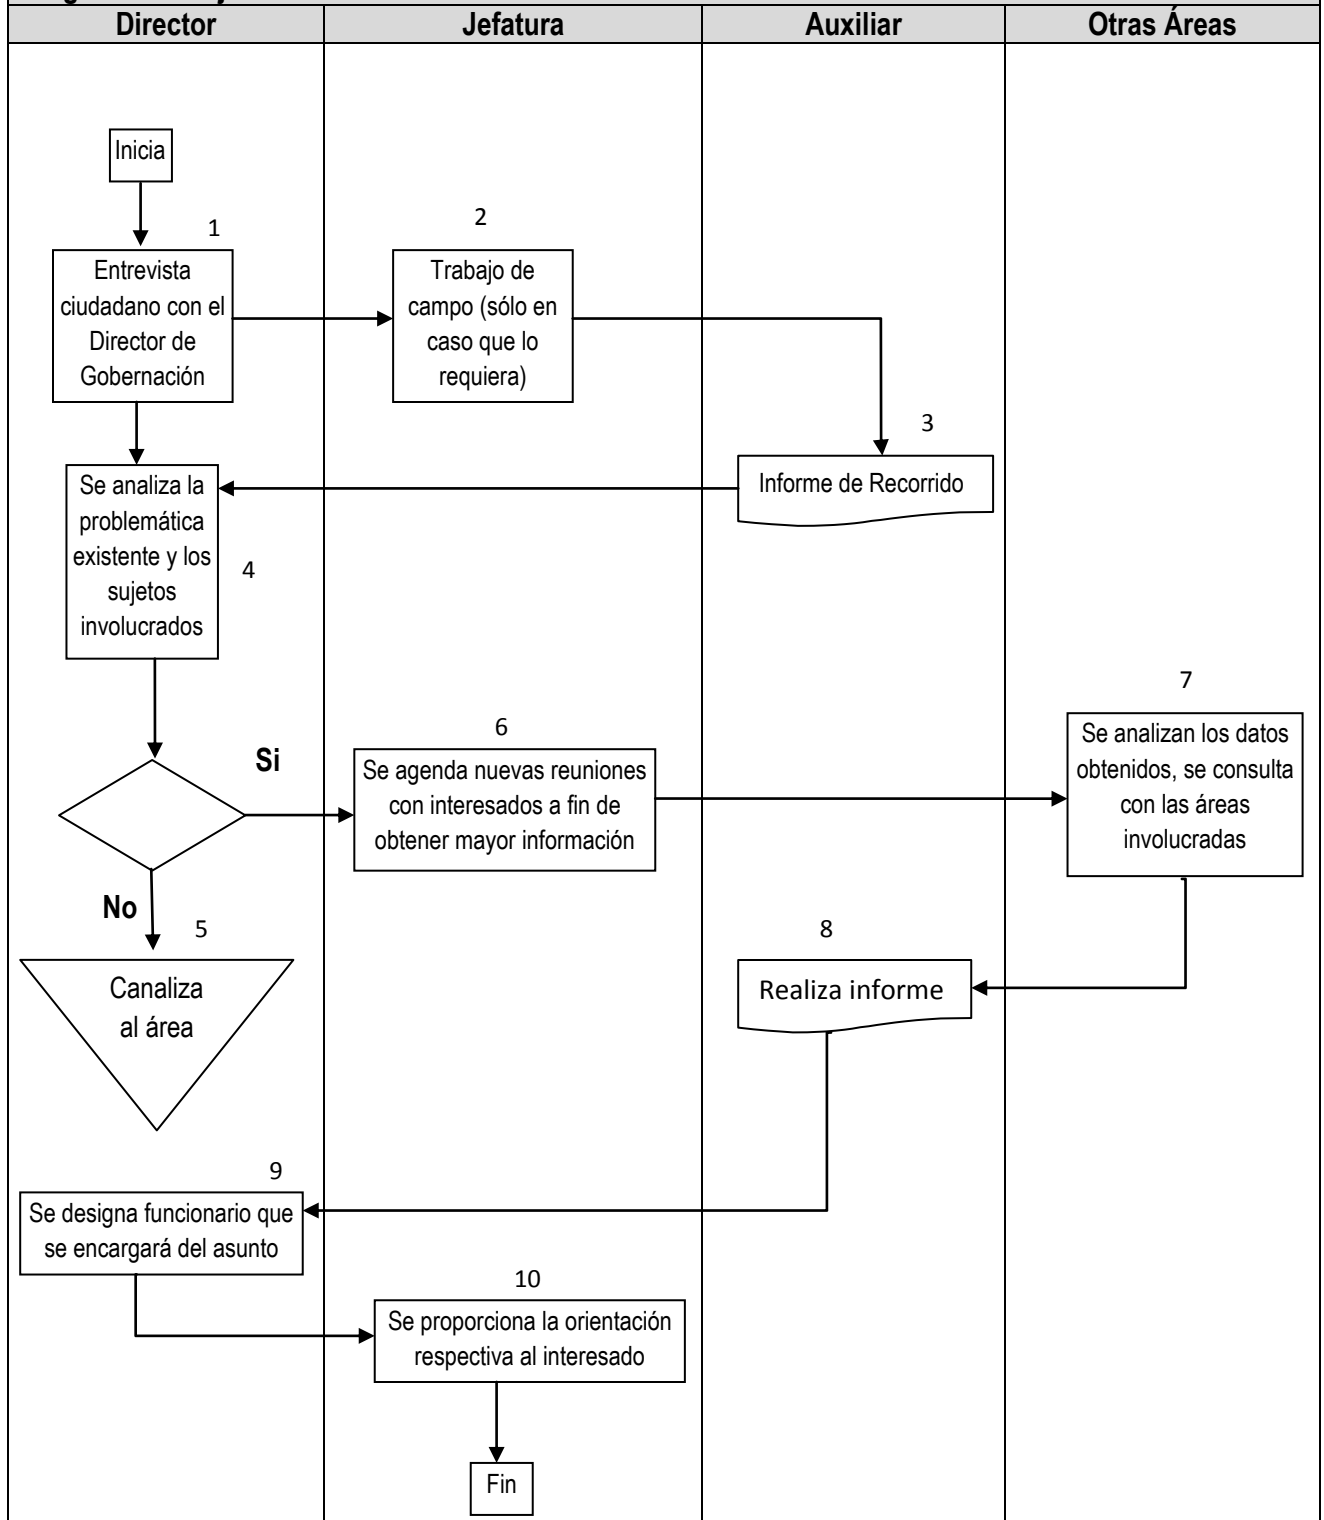 Director
Jefatura
Auxiliar
Otras Áreas
Inicia
1
Entrevista
ciudadano con el
Director de
Gobernación
2
Trabajo de
campo (sólo en
caso que lo
requiera)
3
Informe de Recorrido
Se analiza la
problemática
existente y los
sujetos
involucrados
4
Si
No
5
Canaliza
al área
6
Se agenda nuevas reuniones
con interesados a fin de
obtener mayor información
7
Se analizan los datos
obtenidos, se consulta
con las áreas
involucradas
8
Realiza informe
9
Se designa funcionario que
se encargará del asunto
10
Se proporciona la orientación
respectiva al interesado
Fin